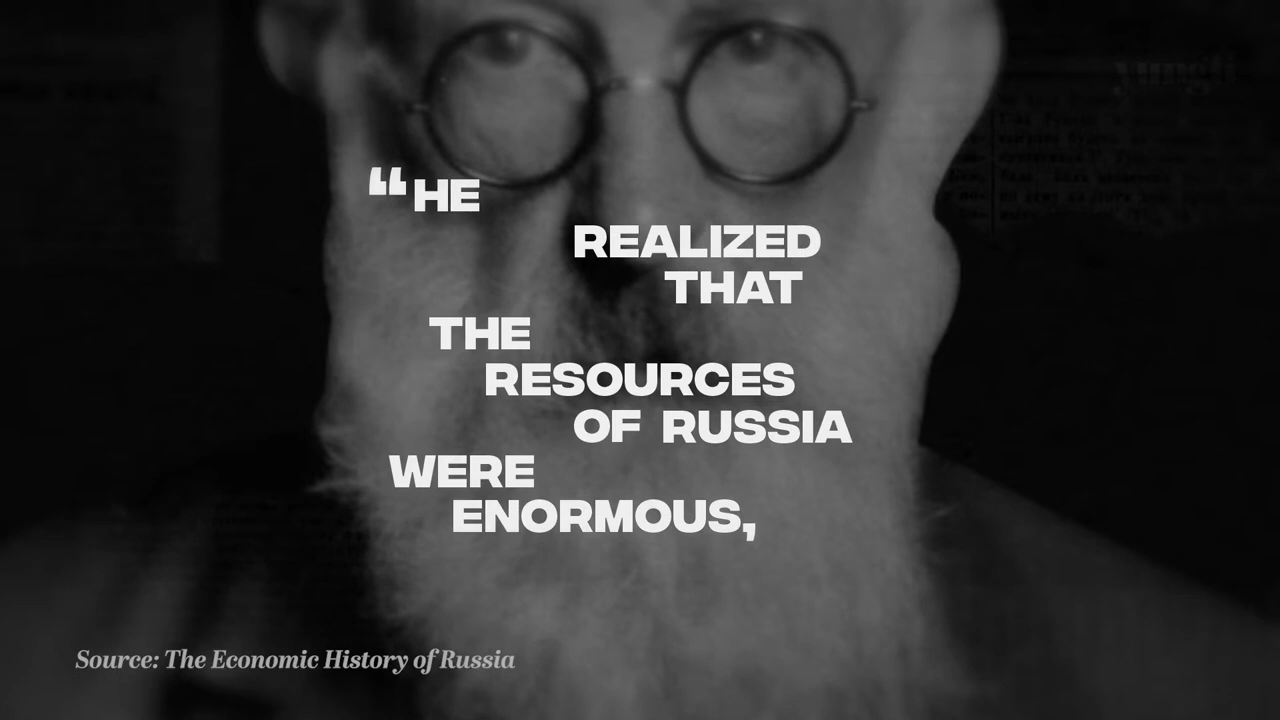 “HE
REALIZED
THAT
THE
RESOURCES
OF RUSSIA
WERE
ENORMOUS,
Source: The Economic History of Russia